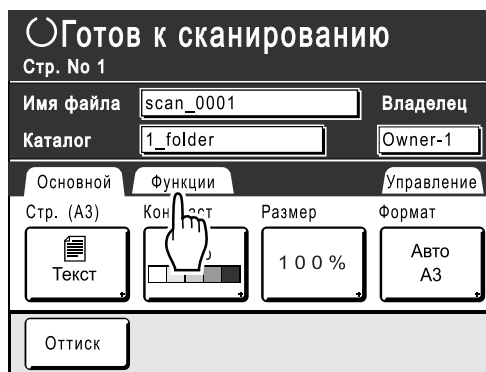 Готов к сканированию
Стр. No 1
Имя файла scan_0001 Владелец
Каталог 1_folder Owner-1
Основной Функции Управление
Стр. (A3) Размер Формат
Текст 100% Авто
A3
Оттиск